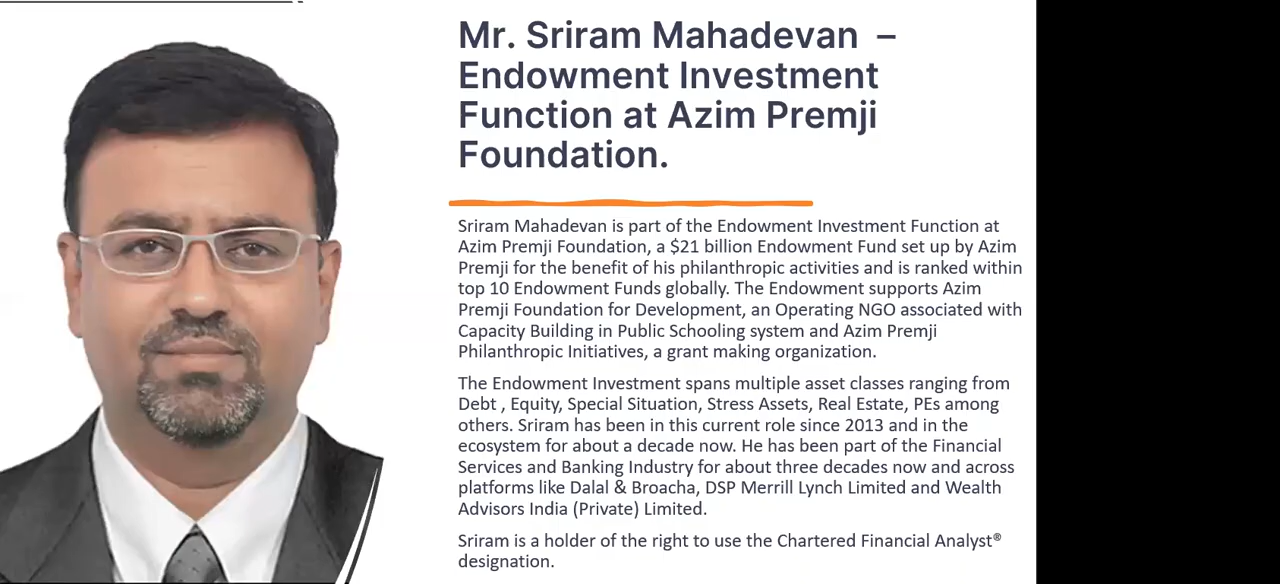 Mr. Sriram Mahadevan –
Endowment Investment
Function at Azim Premji
Foundation.
Sriram Mahadevan is part of the Endowment Investment Function at
Azim Premji Foundation, a $21 billion Endowment Fund set up by Azim
Premji for the benefit of his philanthropic activities and is ranked within
top 10 Endowment Funds globally. The Endowment supports Azim
Premji Foundation for Development, an Operating NGO associated with
Capacity Building in Public Schooling system and Azim Premji
Philanthropic Initiatives, a grant making organization.
The Endowment Investment spans multiple asset classes ranging from
Debt , Equity, Special Situation, Stress Assets, Real Estate, PEs among
others. Sriram has been in this current role since 2013 and in the
ecosystem for about a decade now. He has been part of the Financial
Services and Banking Industry for about three decades now and across
platforms like Dalal & Broacha, DSP Merrill Lynch Limited and Wealth
Advisors India (Private) Limited.
Sriram is a holder of the right to use the Chartered Financial Analyst®
designation.